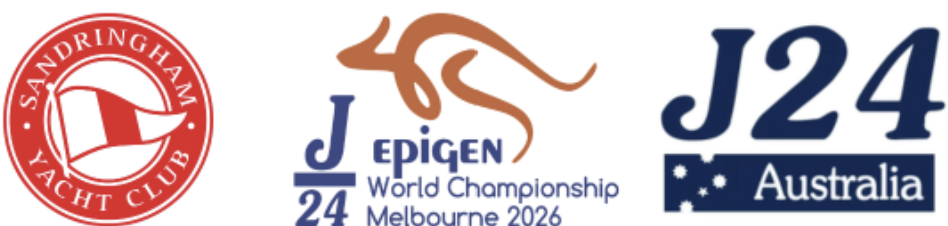 SANDRINGHAM
YACHT CLUB
J
24
EPIGEN
World Championship
Melbourne 2026
J24
Australia